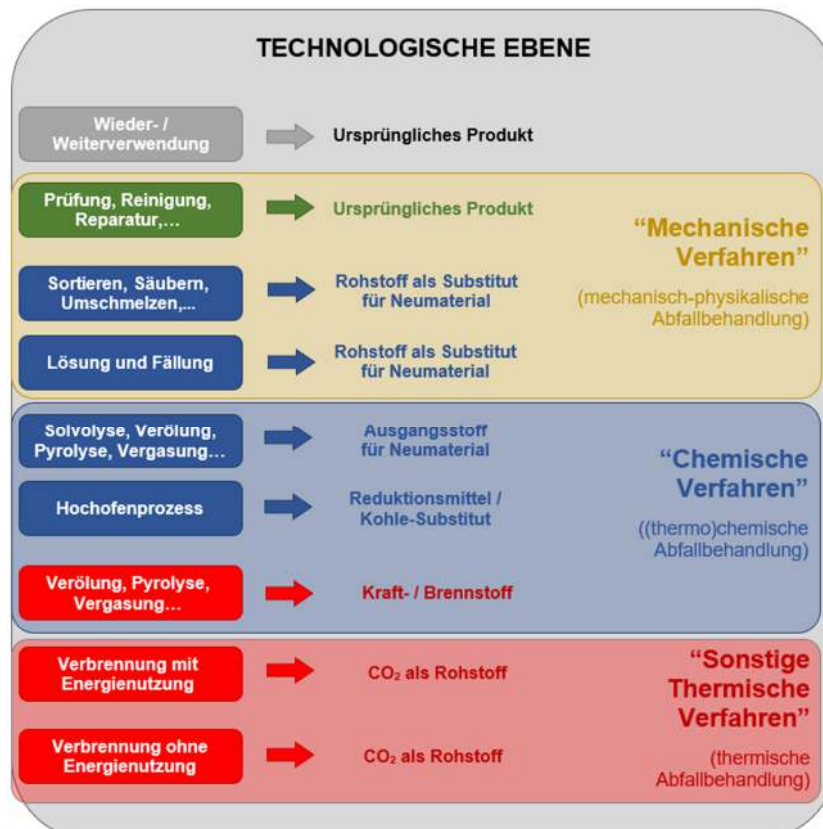 TECHNOLOGISCHE EBENE
Wieder- /
Weiterverwendung
Ursprüngliches Produkt
Prüfung, Reinigung,
Reparatur,…
Ursprüngliches Produkt
“Mechanische
Verfahren”
(mechanisch-physikalische
Abfallbehandlung)
Sortieren, Säubern,
Umschmelzen,...
Rohstoff als Substitut
für Neumaterial
Lösung und Fällung
Rohstoff als Substitut
für Neumaterial
Solvolyse, Verölung,
Pyrolyse, Vergasung…
Ausgangsstoff
für Neumaterial
“Chemische
Verfahren”
((thermo)chemische
Abfallbehandlung)
Hochofenprozess
Reduktionsmittel /
Kohle-Substitut
Verölung, Pyrolyse,
Vergasung…
Kraft- / Brennstoff
Verbrennung mit
Energienutzung
CO₂ als Rohstoff
“Sonstige
Thermische
Verfahren”
(thermische
Abfallbehandlung)
Verbrennung ohne
Energienutzung
CO₂ als Rohstoff